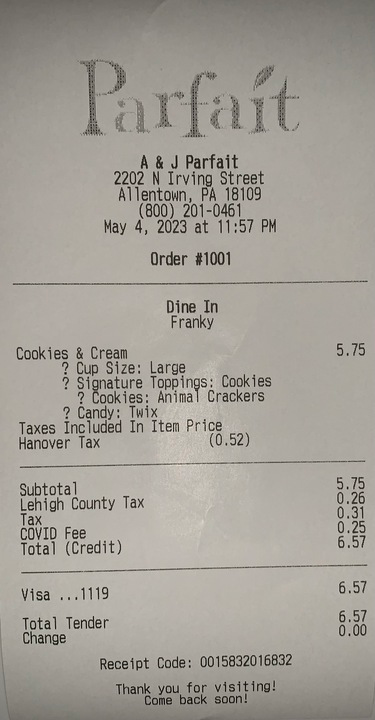 Parfait
A & J Parfait
2202 N Irving Street
Allentown, PA 18109
(800) 201-0461
May 4, 2023 at 11:57 PM
Order #1001
Dine In
Franky
Cookies & Cream 5.75
? Cup Size: Large
? Signature Toppings: Cookies
? Cookies: Animal Crackers
? Candy: Twix
Taxes Included In Item Price
Hanover Tax (0.52)
Subtotal 5.75
Lehigh County Tax 0.26
Tax 0.31
COVID Fee 0.25
Total (Credit) 6.57
Visa ...1119 6.57
Total Tender 6.57
Change 0.00
Receipt Code: 0015832016832
Thank you for visiting!
Come back soon!